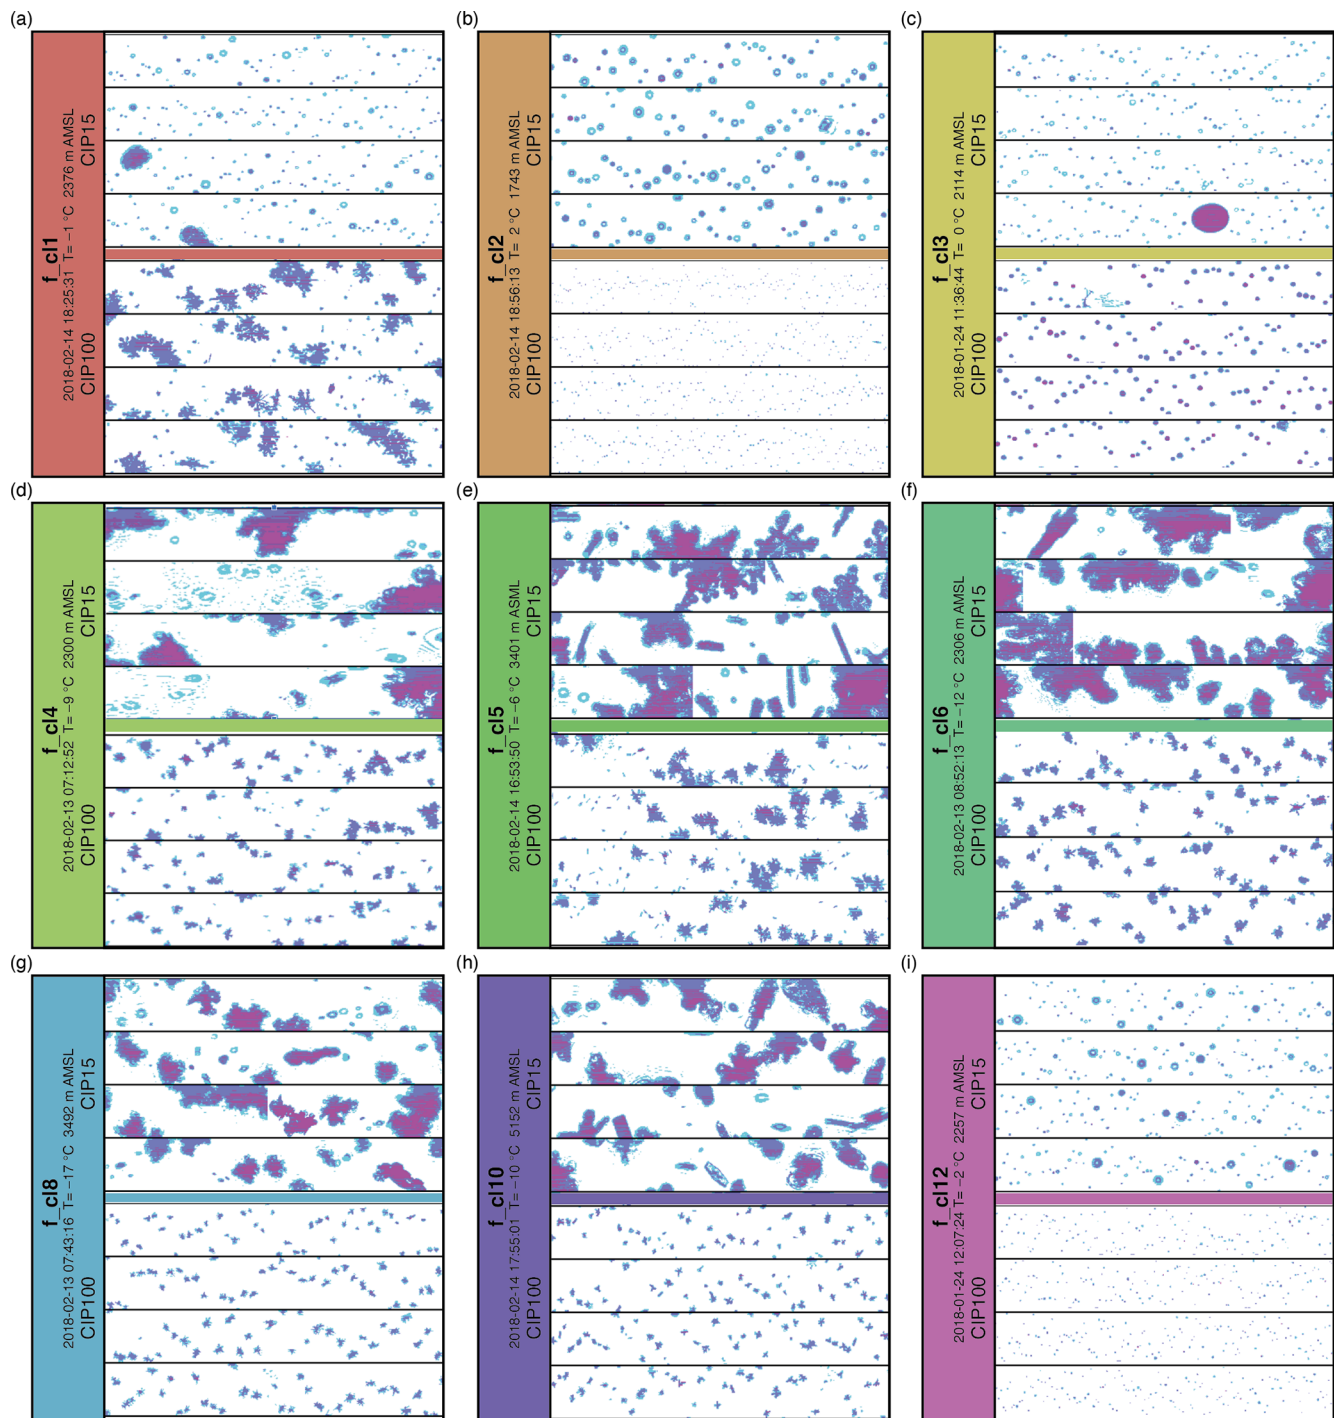 (a)
f_cl1
2018-02-14 18:25:31 T= −1 °C 2376 m AMSL
CIP100 CIP15
(b)
f_cl2
2018-02-14 18:56:13 T= 2 °C 1743 m AMSL
CIP100 CIP15
(c)
f_cl3
2018-01-24 11:36:44 T= 0 °C 2114 m AMSL
CIP100 CIP15
(d)
f_cl4
2018-02-13 07:12:52 T= −9 °C 2300 m AMSL
CIP100 CIP15
(e)
f_cl5
2018-02-14 16:53:50 T= −6 °C 3401 m ASML
CIP100 CIP15
(f)
f_cl6
2018-02-13 08:52:13 T= −12 °C 2306 m AMSL
CIP100 CIP15
(g)
f_cl8
2018-02-13 07:43:16 T= −17 °C 3492 m AMSL
CIP100 CIP15
(h)
f_cl10
2018-02-14 17:55:01 T= −10 °C 5152 m AMSL
CIP100 CIP15
(i)
f_cl12
2018-01-24 12:07:24 T= −2 °C 2257 m AMSL
CIP100 CIP15